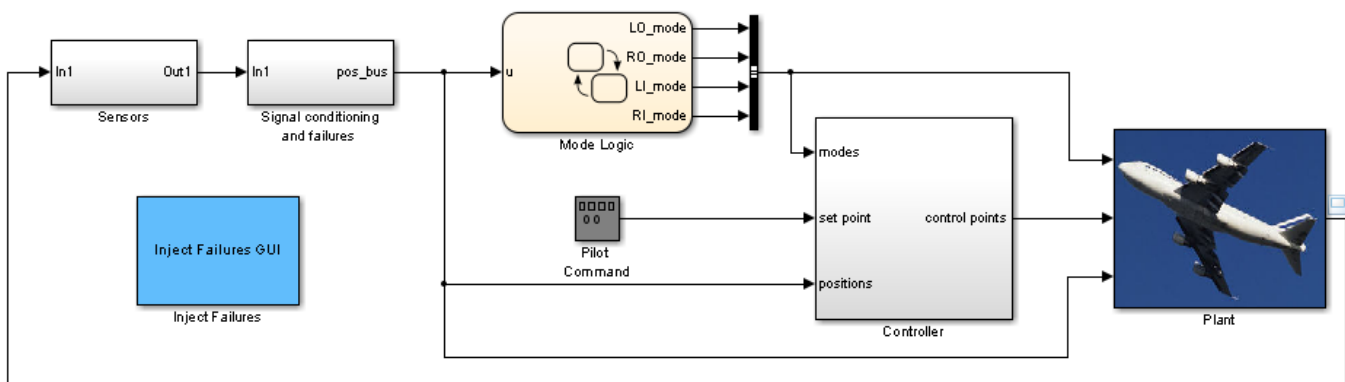 In1
Out1
Sensors
In1
pos_bus
Signal conditioning
and failures
u
LO_mode
RO_mode
LI_mode
RI_mode
Mode Logic
Inject Failures GUI
Inject Failures
Pilot
Command
modes
set point
positions
control points
Controller
Plant